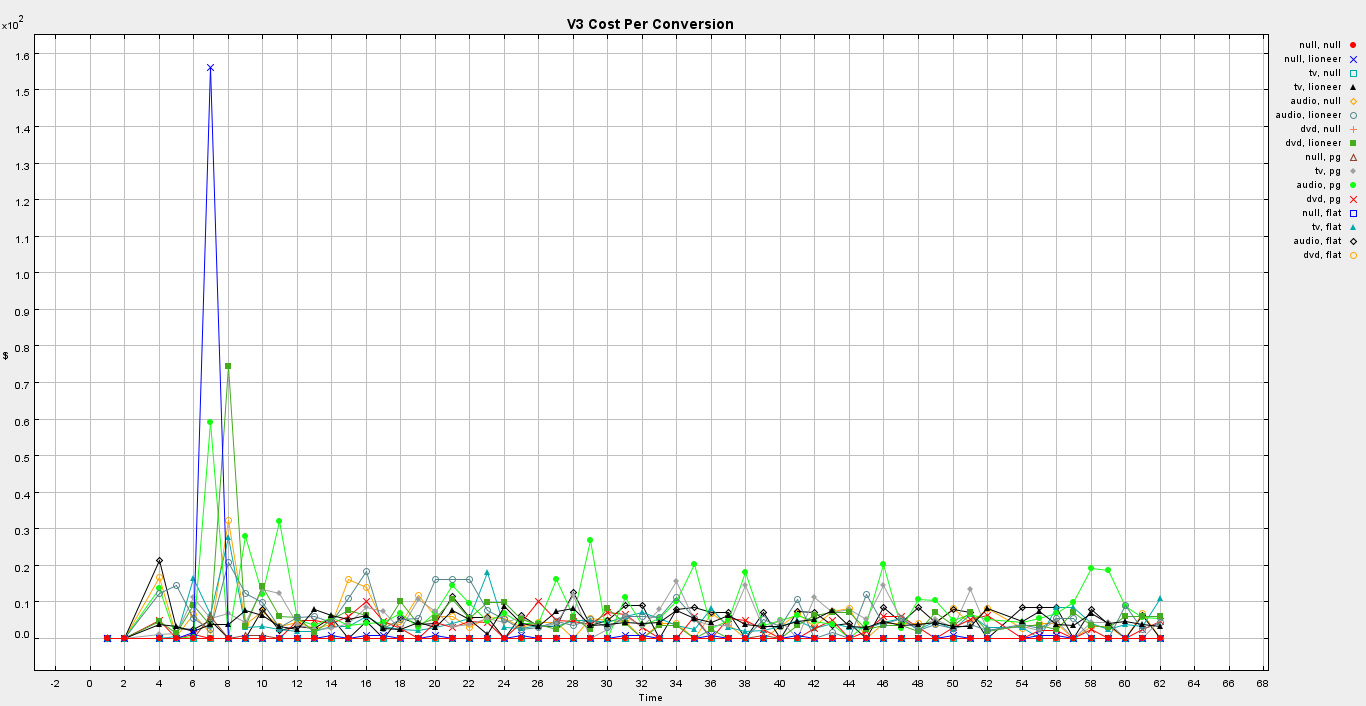 V3 Cost Per Conversion
x10²
1.6
1.5
1.4
1.3
1.2
1.1
1.0
0.9
0.8
0.7
0.6
0.5
0.4
0.3
0.2
0.1
0.0
$
-2 0 2 4 6 8 10 12 14 16 18 20 22 24 26 28 30 32 34 36 38 40 42 44 46 48 50 52 54 56 58 60 62 64 66 68
Time
null, null
null, lioneer
tv, null
tv, lioneer
audio, null
audio, lioneer
dvd, null
dvd, lioneer
null, pg
tv, pg
audio, pg
dvd, pg
null, flat
tv, flat
audio, flat
dvd, flat